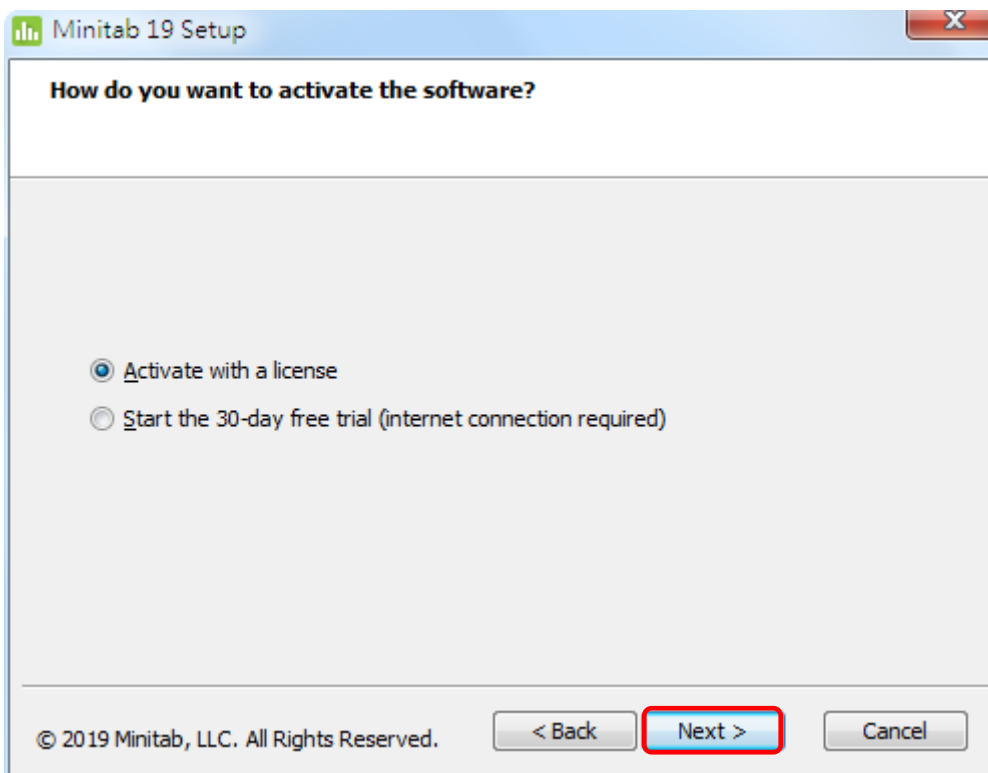 Minitab 19 Setup
How do you want to activate the software?
Activate with a license
Start the 30-day free trial (internet connection required)
© 2019 Minitab, LLC. All Rights Reserved.
< Back
Next >
Cancel